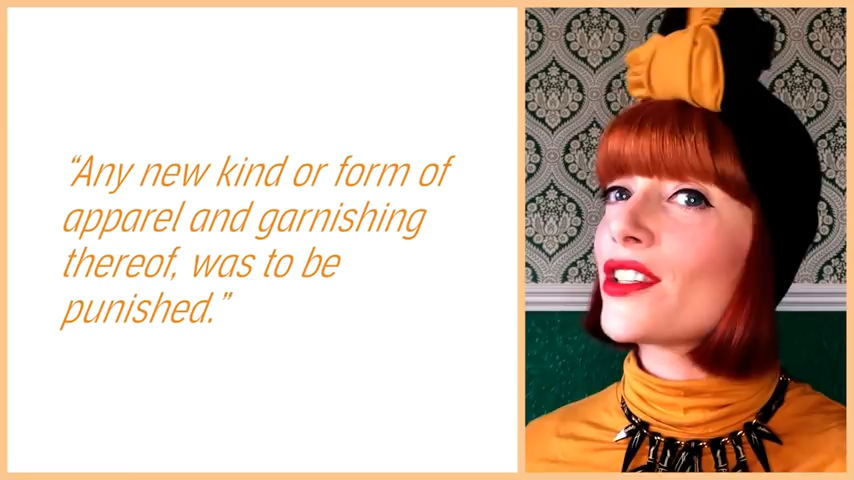 “Any new kind or form of
apparel and garnishing
thereof, was to be
punished.”